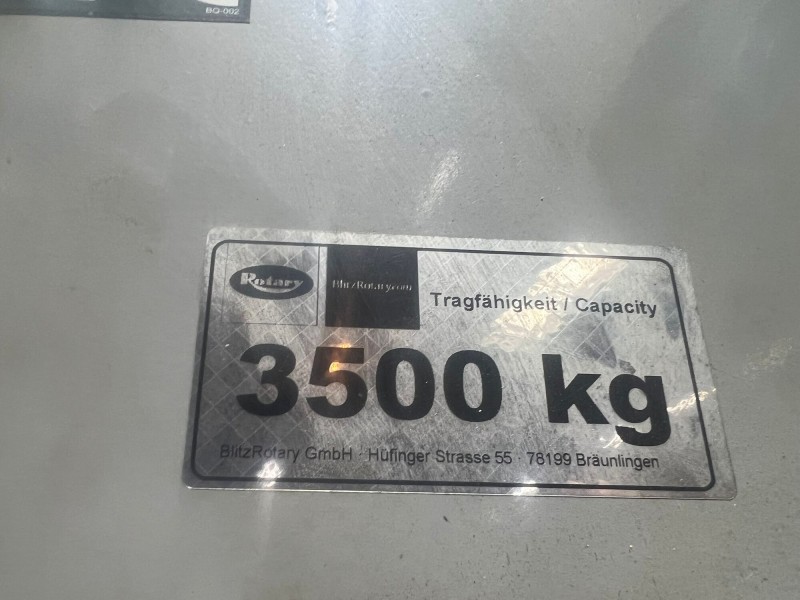 BQ-002
Rotary
BlitzRotary.com
Tragfähigkeit / Capacity
3500 kg
BlitzRotary GmbH · Hüfinger Strasse 55 · 78199 Bräunlingen